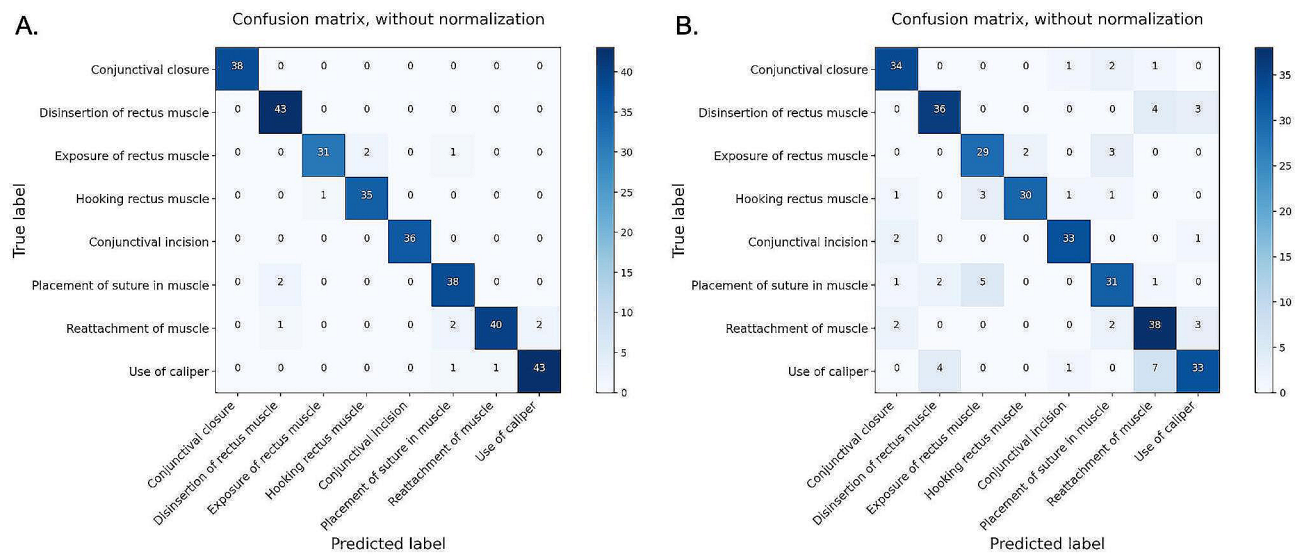 A.
Confusion matrix, without normalization
True label
Conjunctival closure 38 0 0 0 0 0 0 0
Disinsertion of rectus muscle 0 43 0 0 0 0 0 0
Exposure of rectus muscle 0 0 31 2 0 1 0 0
Hooking rectus muscle 0 0 1 35 0 0 0 0
Conjunctival incision 0 0 0 0 36 0 0 0
Placement of suture in muscle 0 2 0 0 0 38 0 0
Reattachment of muscle 0 1 0 0 0 2 40 2
Use of caliper 0 0 0 0 0 1 1 43
Conjunctival closure
Disinsertion of rectus muscle
Exposure of rectus muscle
Hooking rectus muscle
Conjunctival incision
Placement of suture in muscle
Reattachment of muscle
Use of caliper
Predicted label
40
35
30
25
20
15
10
5
0
B.
Confusion matrix, without normalization
True label
Conjunctival closure 34 0 0 0 1 2 1 0
Disinsertion of rectus muscle 0 36 0 0 0 0 4 3
Exposure of rectus muscle 0 0 29 2 0 3 0 0
Hooking rectus muscle 1 0 3 30 1 1 0 0
Conjunctival incision 2 0 0 0 33 0 0 1
Placement of suture in muscle 1 2 5 0 0 31 1 0
Reattachment of muscle 2 0 0 0 0 2 38 3
Use of caliper 0 4 0 0 1 0 7 33
Conjunctival closure
Disinsertion of rectus muscle
Exposure of rectus muscle
Hooking rectus muscle
Conjunctival incision
Placement of suture in muscle
Reattachment of muscle
Use of caliper
Predicted label
35
30
25
20
15
10
5
0